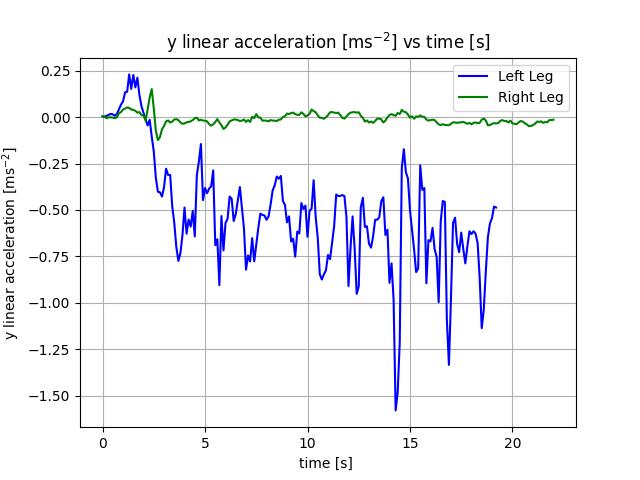 y linear acceleration [ms⁻²] vs time [s]
Left Leg
Right Leg
y linear acceleration [ms⁻²]
0.25
0.00
−0.25
−0.50
−0.75
−1.00
−1.25
−1.50
0 5 10 15 20
time [s]